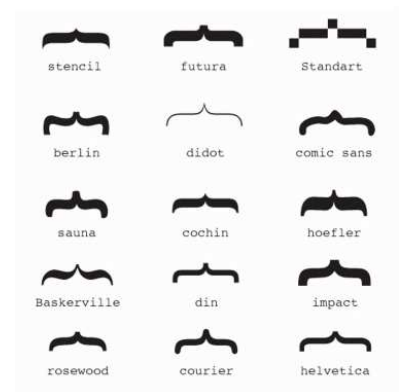 stencil futura Standart
berlin didot comic sans
sauna cochin hoefler
Baskerville din impact
rosewood courier helvetica